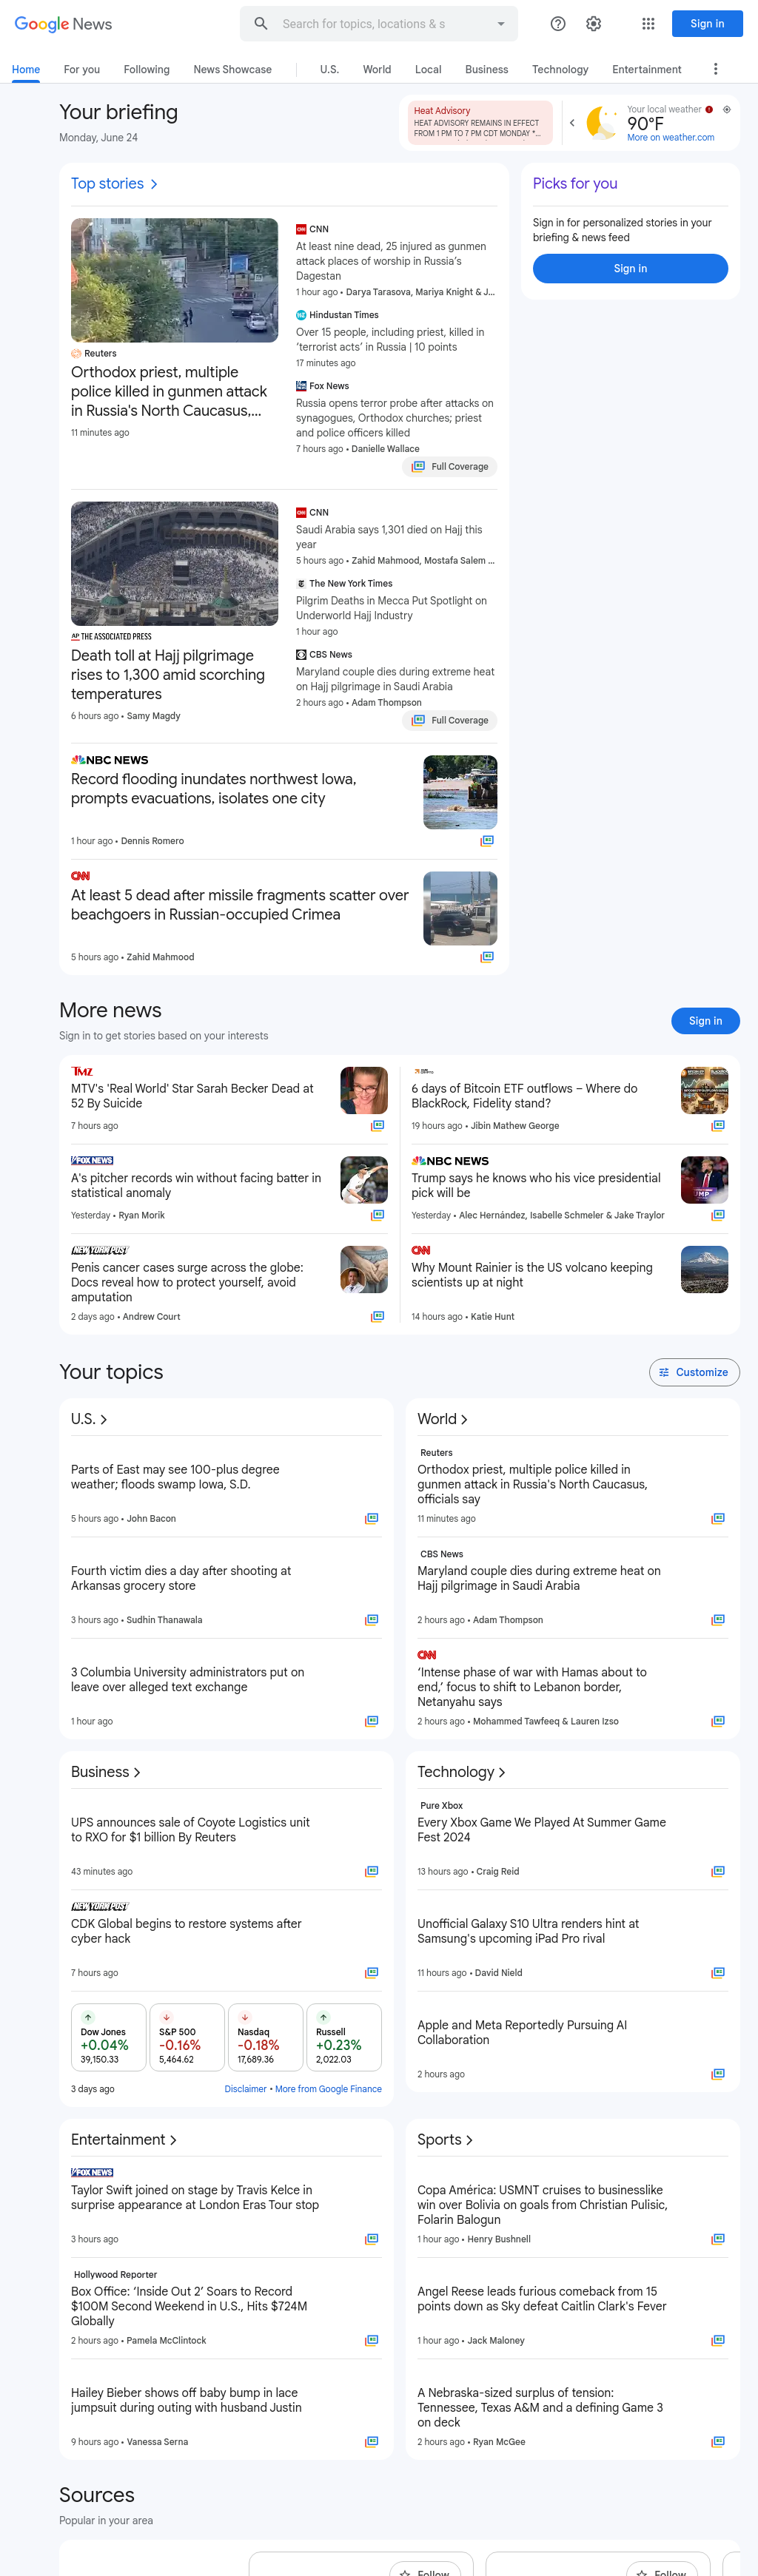 Google News
Search for topics, locations & s
Sign in
Home
For you
Following
News Showcase
U.S.
World
Local
Business
Technology
Entertainment
Your briefing
Monday, June 24
Heat Advisory
HEAT ADVISORY REMAINS IN EFFECT
FROM 1 PM TO 7 PM CDT MONDAY *...
Your local weather
90°F
More on weather.com
Top stories
Reuters
Orthodox priest, multiple
police killed in gunmen attack
in Russia's North Caucasus,...
11 minutes ago
CNN
At least nine dead, 25 injured as gunmen
attack places of worship in Russia’s
Dagestan
1 hour ago • Darya Tarasova, Mariya Knight & J...
Hindustan Times
Over 15 people, including priest, killed in
‘terrorist acts’ in Russia | 10 points
17 minutes ago
Fox News
Russia opens terror probe after attacks on
synagogues, Orthodox churches; priest
and police officers killed
7 hours ago • Danielle Wallace
Full Coverage
AP THE ASSOCIATED PRESS
Death toll at Hajj pilgrimage
rises to 1,300 amid scorching
temperatures
6 hours ago • Samy Magdy
CNN
Saudi Arabia says 1,301 died on Hajj this
year
5 hours ago • Zahid Mahmood, Mostafa Salem ...
The New York Times
Pilgrim Deaths in Mecca Put Spotlight on
Underworld Hajj Industry
1 hour ago
CBS News
Maryland couple dies during extreme heat
on Hajj pilgrimage in Saudi Arabia
2 hours ago • Adam Thompson
Full Coverage
NBC NEWS
Record flooding inundates northwest Iowa,
prompts evacuations, isolates one city
1 hour ago • Dennis Romero
CNN
At least 5 dead after missile fragments scatter over
beachgoers in Russian-occupied Crimea
5 hours ago • Zahid Mahmood
Picks for you
Sign in for personalized stories in your
briefing & news feed
Sign in
More news
Sign in to get stories based on your interests
Sign in
TMZ
MTV's 'Real World' Star Sarah Becker Dead at
52 By Suicide
7 hours ago
FOX NEWS
A's pitcher records win without facing batter in
statistical anomaly
Yesterday • Ryan Morik
NEW YORK POST
Penis cancer cases surge across the globe:
Docs reveal how to protect yourself, avoid
amputation
2 days ago • Andrew Court
6 days of Bitcoin ETF outflows – Where do
BlackRock, Fidelity stand?
19 hours ago • Jibin Mathew George
NBC NEWS
Trump says he knows who his vice presidential
pick will be
Yesterday • Alec Hernández, Isabelle Schmeler & Jake Traylor
CNN
Why Mount Rainier is the US volcano keeping
scientists up at night
14 hours ago • Katie Hunt
Your topics
Customize
U.S.
Parts of East may see 100-plus degree
weather; floods swamp Iowa, S.D.
5 hours ago • John Bacon
Fourth victim dies a day after shooting at
Arkansas grocery store
3 hours ago • Sudhin Thanawala
3 Columbia University administrators put on
leave over alleged text exchange
1 hour ago
World
Reuters
Orthodox priest, multiple police killed in
gunmen attack in Russia's North Caucasus,
officials say
11 minutes ago
CBS News
Maryland couple dies during extreme heat on
Hajj pilgrimage in Saudi Arabia
2 hours ago • Adam Thompson
CNN
‘Intense phase of war with Hamas about to
end,’ focus to shift to Lebanon border,
Netanyahu says
2 hours ago • Mohammed Tawfeeq & Lauren Izso
Business
UPS announces sale of Coyote Logistics unit
to RXO for $1 billion By Reuters
43 minutes ago
NEW YORK POST
CDK Global begins to restore systems after
cyber hack
7 hours ago
Dow Jones
+0.04%
39,150.33
S&P 500
-0.16%
5,464.62
Nasdaq
-0.18%
17,689.36
Russell
+0.23%
2,022.03
3 days ago
Disclaimer • More from Google Finance
Technology
Pure Xbox
Every Xbox Game We Played At Summer Game
Fest 2024
13 hours ago • Craig Reid
Unofficial Galaxy S10 Ultra renders hint at
Samsung's upcoming iPad Pro rival
11 hours ago • David Nield
Apple and Meta Reportedly Pursuing AI
Collaboration
2 hours ago
Entertainment
FOX NEWS
Taylor Swift joined on stage by Travis Kelce in
surprise appearance at London Eras Tour stop
3 hours ago
Hollywood Reporter
Box Office: ‘Inside Out 2’ Soars to Record
$100M Second Weekend in U.S., Hits $724M
Globally
2 hours ago • Pamela McClintock
Hailey Bieber shows off baby bump in lace
jumpsuit during outing with husband Justin
9 hours ago • Vanessa Serna
Sports
Copa América: USMNT cruises to businesslike
win over Bolivia on goals from Christian Pulisic,
Folarin Balogun
1 hour ago • Henry Bushnell
Angel Reese leads furious comeback from 15
points down as Sky defeat Caitlin Clark's Fever
1 hour ago • Jack Maloney
A Nebraska-sized surplus of tension:
Tennessee, Texas A&M and a defining Game 3
on deck
2 hours ago • Ryan McGee
Sources
Popular in your area
Follow
Follow